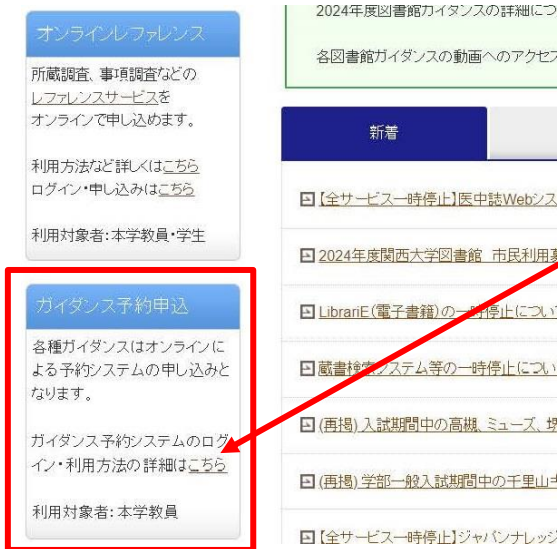 オンラインレファレンス
所蔵調査、事項調査などの
レファレンスサービスを
オンラインで申し込めます。
利用方法など詳しくはこちら
ログイン・申し込みはこちら
利用対象者:本学教員・学生
ガイダンス予約申込
各種ガイダンスはオンラインに
よる予約システムの申し込みと
なります。
ガイダンス予約システムのログ
イン・利用方法の詳細はこちら
利用対象者:本学教員
2024年度図書館ガイダンスの詳細につ
各図書館ガイダンスの動画へのアクセス
新着
【全サービス一時停止】医中誌Webシス
2024年度関西大学図書館 市民利用募
LibrariE(電子書籍)の一時停止につい
蔵書検索システム等の一時停止につい
(再掲)入試期間中の高槻、ミューズ、堺
(再掲)学部一般入試期間中の千里山キ
【全サービス一時停止】ジャパンナレッジ